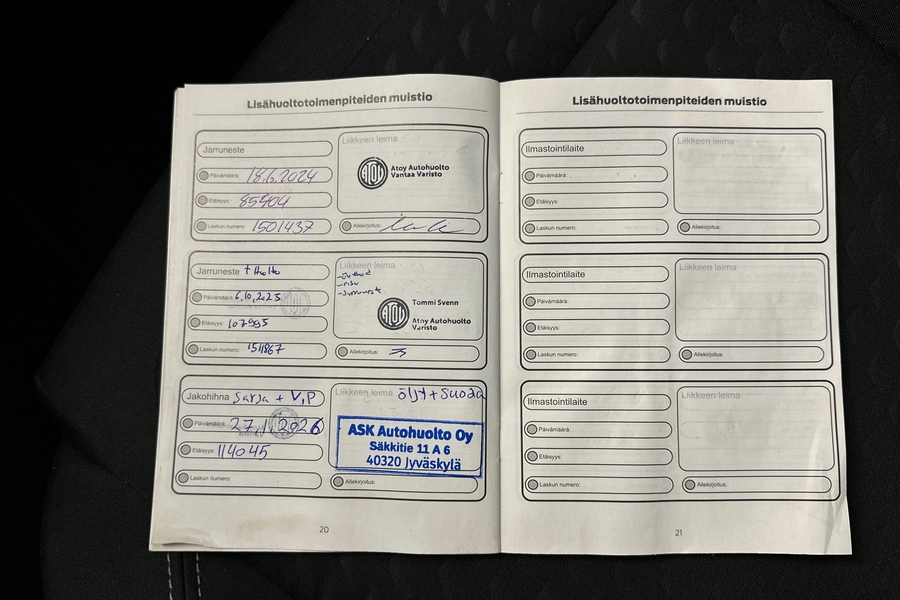 Lisähuoltotoimenpiteiden muistio
Jarruneste
Liikkeen leima
ATOY
Atoy Autohuolto
Vantaa Varisto
Päivämäärä: 18.6.2024
Etäisyys: 85404
Laskun numero: 1501437
Allekirjoitus:
Jarruneste + Huolto
Liikkeen leima
-Jarruneste
Päivämäärä: 6.10.2025
Tommi Svenn
ATOY
Atoy Autohuolto
Varisto
Etäisyys: 107995
Laskun numero: 1511867
Allekirjoitus:
Jakohihna Sarja + V.P
Liikkeen leima öljyt+suoda
Päivämäärä: 27.1.2026
ASK Autohuolto Oy
Säkkitie 11 A 6
40320 Jyväskylä
Etäisyys: 114045
Laskun numero:
Allekirjoitus:
20
Lisähuoltotoimenpiteiden muistio
Ilmastointilaite
Liikkeen leima
Päivämäärä:
Etäisyys:
Laskun numero:
Allekirjoitus:
Ilmastointilaite
Liikkeen leima
Päivämäärä:
Etäisyys:
Laskun numero:
Allekirjoitus:
Ilmastointilaite
Liikkeen leima
Päivämäärä:
Etäisyys:
Laskun numero:
Allekirjoitus:
21